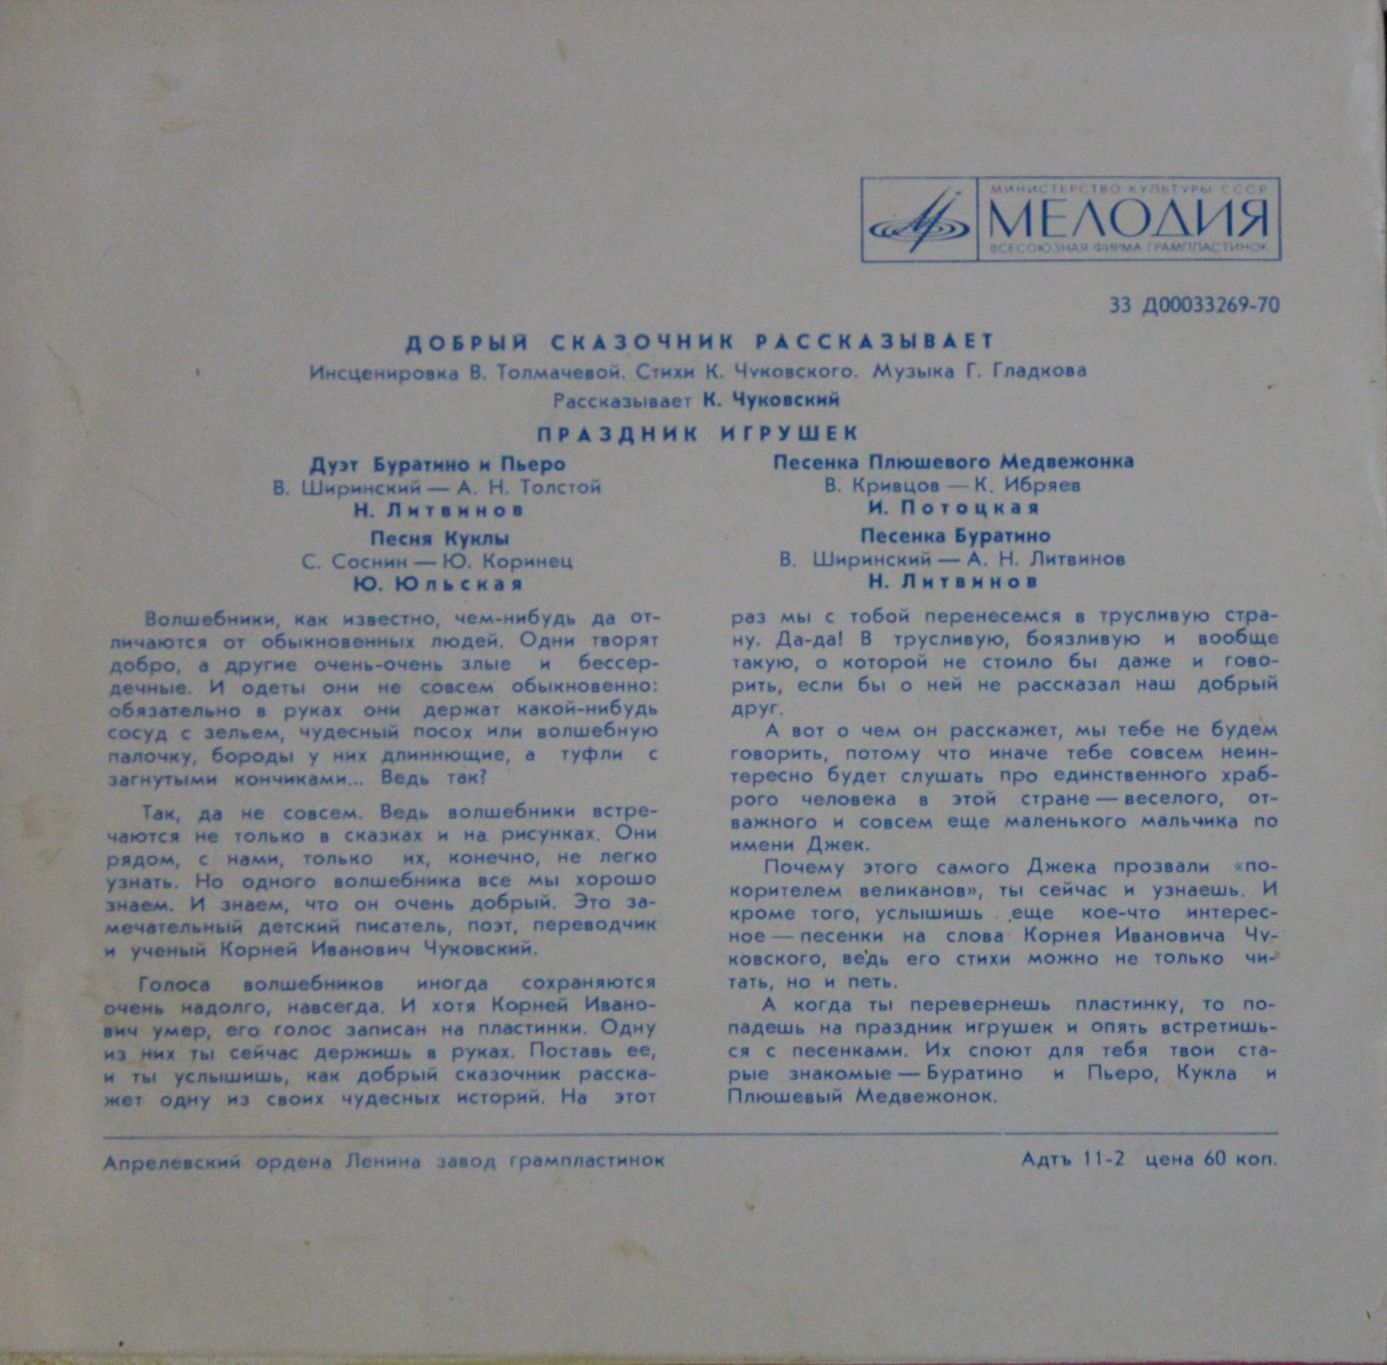 МИНИСТЕРСТВО КУЛЬТУРЫ СССР
МЕЛОДИЯ
ВСЕСОЮЗНАЯ ФИРМА ГРАМПЛАСТИНОК
33 Д00033269-70
ДОБРЫЙ СКАЗОЧНИК РАССКАЗЫВАЕТ
Инсценировка В. Толмачевой. Стихи К. Чуковского. Музыка Г. Гладкова
Рассказывает К. Чуковский
ПРАЗДНИК ИГРУШЕК
Дуэт Буратино и Пьеро
В. Ширинский — А. Н. Толстой
Н. Литвинов
Песня Куклы
С. Соснин — Ю. Коринец
Ю. Юльская
Песенка Плюшевого Медвежонка
В. Кривцов — К. Ибряев
И. Потоцкая
Песенка Буратино
В. Ширинский — А. Н. Литвинов
Н. Литвинов
Волшебники, как известно, чем-нибудь да от-
личаются от обыкновенных людей. Одни творят
добро, а другие очень-очень злые и бессер-
дечные. И одеты они не совсем обыкновенно:
обязательно в руках они держат какой-нибудь
сосуд с зельем, чудесный посох или волшебную
палочку, бороды у них длиннющие, а туфли с
загнутыми кончиками... Ведь так?
Так, да не совсем. Ведь волшебники встре-
чаются не только в сказках и на рисунках. Они
рядом, с нами, только их, конечно, не легко
узнать. Но одного волшебника все мы хорошо
знаем. И знаем, что он очень добрый. Это за-
мечательный детский писатель, поэт, переводчик
и ученый Корней Иванович Чуковский.
Голоса волшебников иногда сохраняются
очень надолго, навсегда. И хотя Корней Ивано-
вич умер, его голос записан на пластинки. Одну
из них ты сейчас держишь в руках. Поставь ее,
и ты услышишь, как добрый сказочник расска-
жет одну из своих чудесных историй. На этот
раз мы с тобой перенесемся в трусливую стра-
ну. Да-да! В трусливую, боязливую и вообще
такую, о которой не стоило бы даже и гово-
рить, если бы о ней не рассказал наш добрый
друг.
А вот о чем он расскажет, мы тебе не будем
говорить, потому что иначе тебе совсем неин-
тересно будет слушать про единственного храб-
рого человека в этой стране — веселого, от-
важного и совсем еще маленького мальчика по
имени Джек.
Почему этого самого Джека прозвали «по-
корителем великанов», ты сейчас и узнаешь. И
кроме того, услышишь еще кое-что интерес-
ное — песенки на слова Корнея Ивановича Чу-
ковского, ведь его стихи можно не только чи-
тать, но и петь.
А когда ты перевернешь пластинку, то по-
падешь на праздник игрушек и опять встретишь-
ся с песенками. Их споют для тебя твои ста-
рые знакомые — Буратино и Пьеро, Кукла и
Плюшевый Медвежонок.
Апрелевский ордена Ленина завод грампластинок
Адтъ 11-2 цена 60 коп.